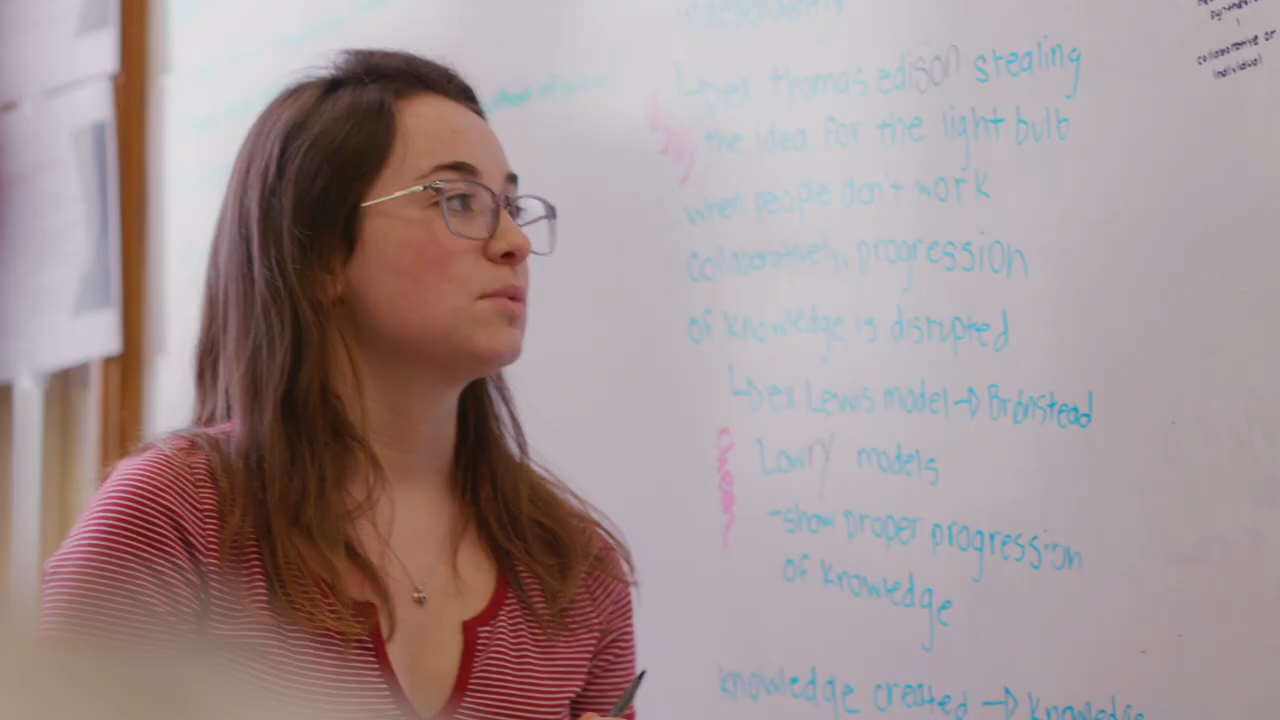 ↳ex thomas edison stealing
the idea for the light bulb
when people don't work
collaboratively, progression
of knowledge is disrupted
↳ex Lewis model→Brønstead
Lowry models
-show proper progression
of knowledge
knowledge created → knowledge
collaborative or
individual